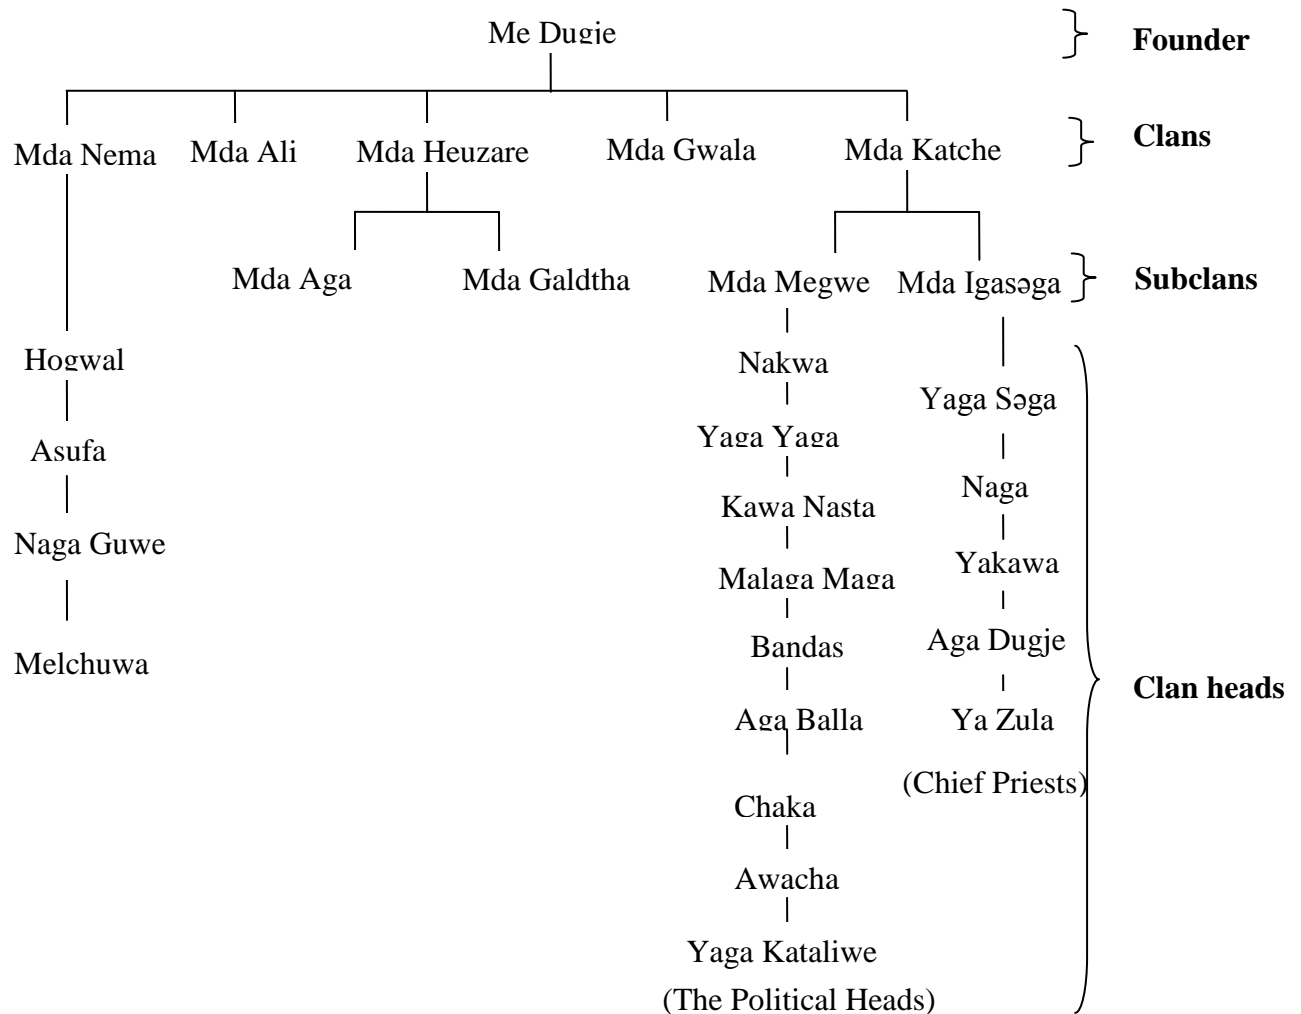 Me Dugje
Founder
Mda Nema
Mda Ali
Mda Heuzare
Mda Gwala
Mda Katche
Clans
Mda Aga
Mda Galdtha
Mda Megwe
Mda Igasəga
Subclans
Hogwal
Asufa
Naga Guwe
Melchuwa
Nakwa
Yaga Yaga
Kawa Nasta
Malaga Maga
Bandas
Aga Balla
Chaka
Awacha
Yaga Kataliwe
(The Political Heads)
Yaga Səga
Naga
Yakawa
Aga Dugje
Ya Zula
(Chief Priests)
Clan heads